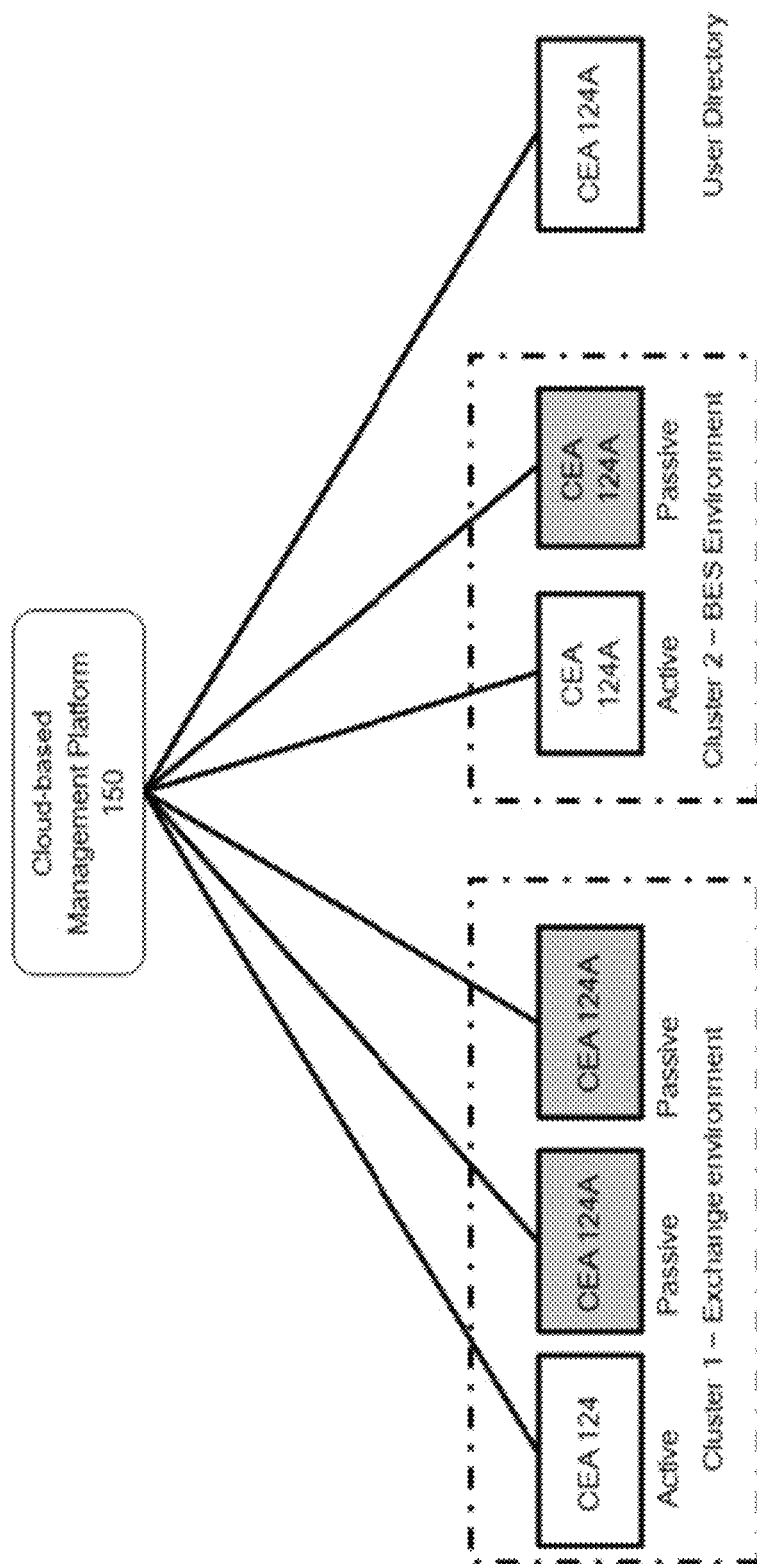 Cloud-based
Management Platform
150
CEA 124
CEA 124A
CEA 124A
CEA
124A
CEA
124A
CEA 124A
Active
Passive
Passive
Active
Passive
User Directory
Cluster 1 – Exchange environment
Cluster 2 – BES Environment